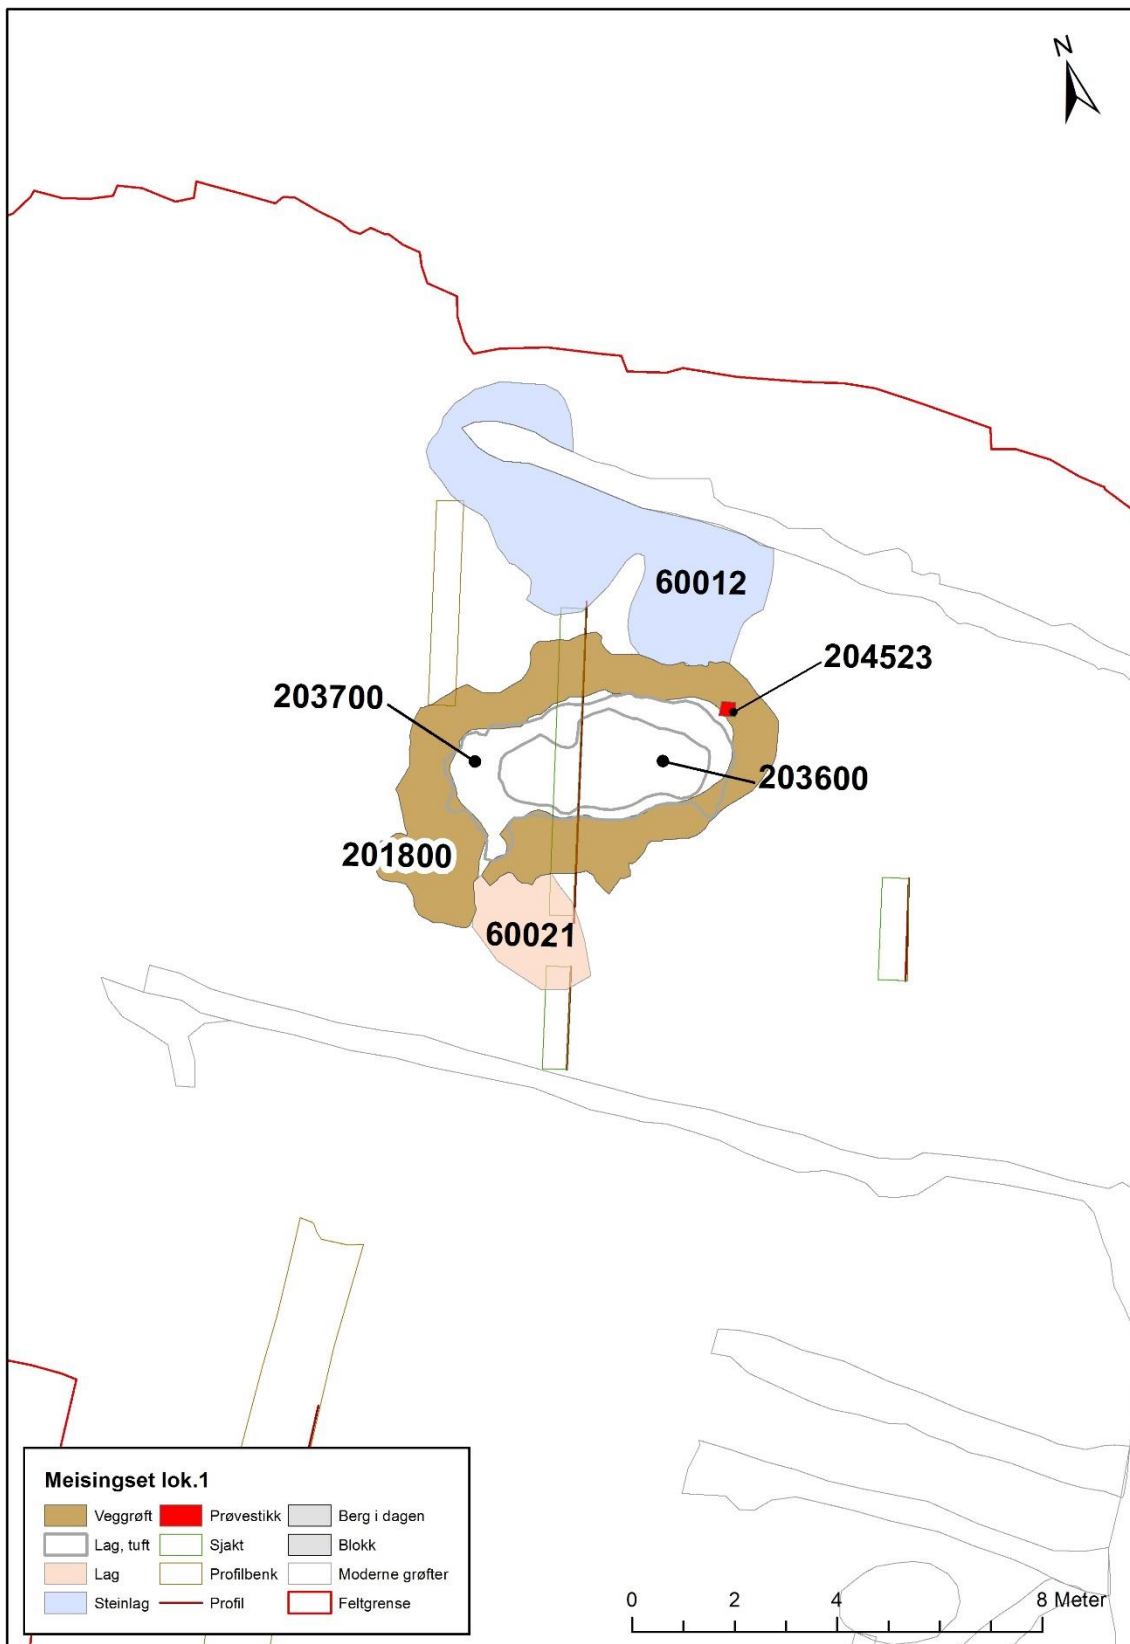 N
60012
204523
203700
203600
201800
60021
Meisingset lok.1
Veggrøft Prøvestikk Berg i dagen
Lag, tuft Sjakt Blokk
Lag Profilbenk Moderne grøfter
Steinlag Profil Feltgrense
0 2 4 8 Meter